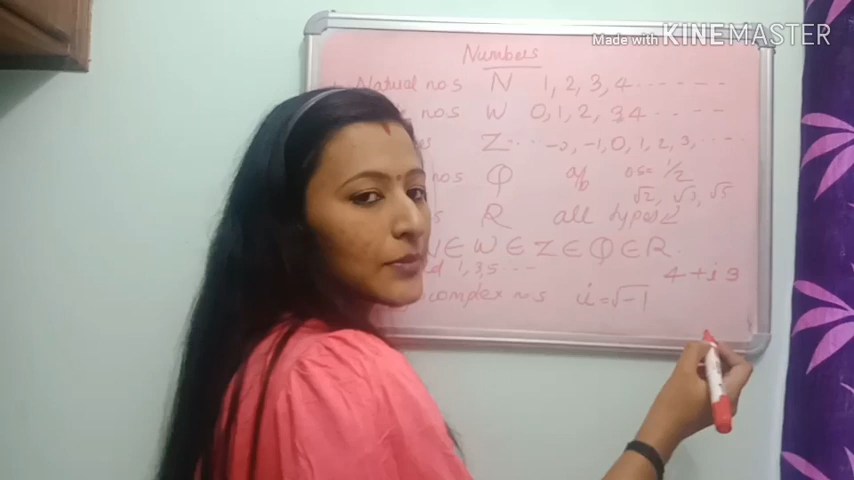 Made with KINEMASTER
Numbers
Natural nos N 1, 2, 3, 4 ------
nos W 0, 1, 2, 3, 4 ----
Z ··· -2, -1, 0, 1, 2, 3, ----
nos Q a/b 0.5 = 1/2
√2, √3, √5
R all types
N ∈ W ∈ Z ∈ Q ∈ R
1, 3, 5 ----
4 + i 3
complex nos i = √-1